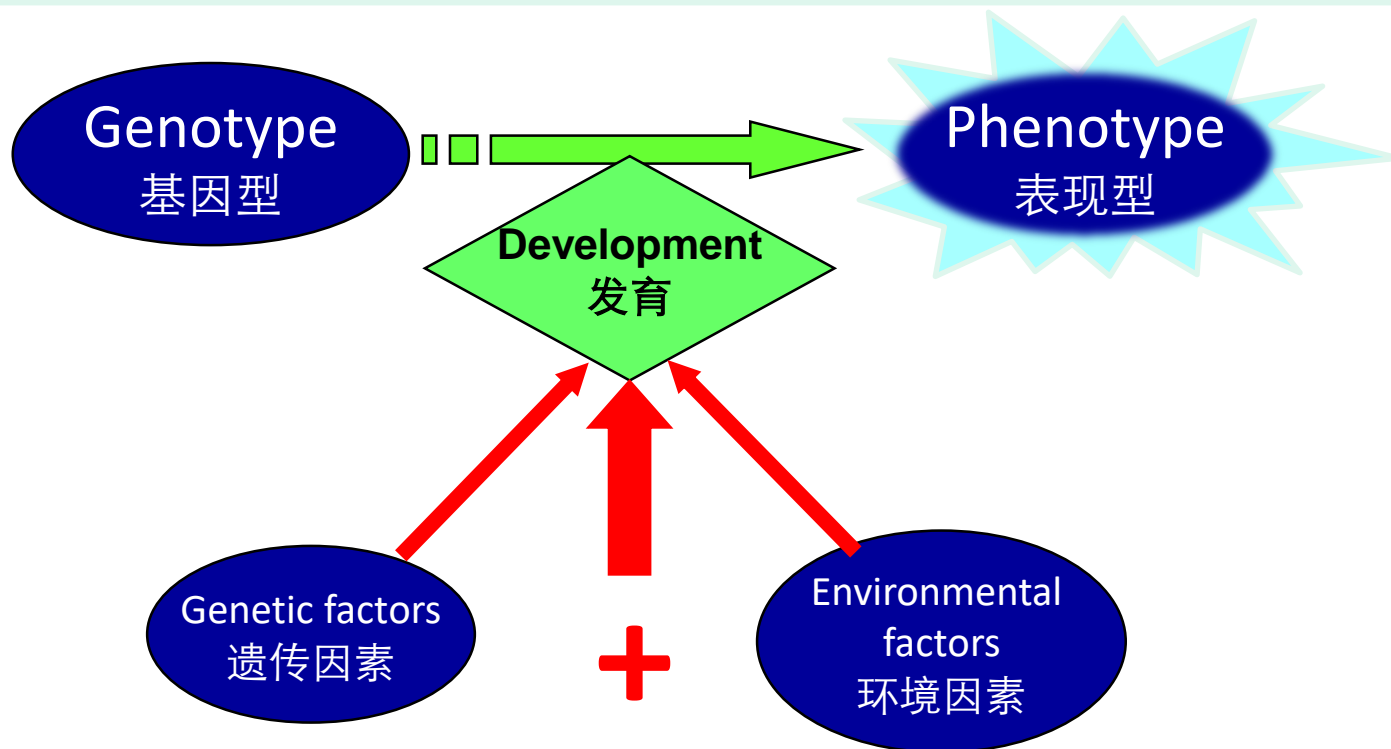 Genotype
基因型
Phenotype
表现型
Development
发育
Genetic factors
遗传因素
+
Environmental
factors
环境因素